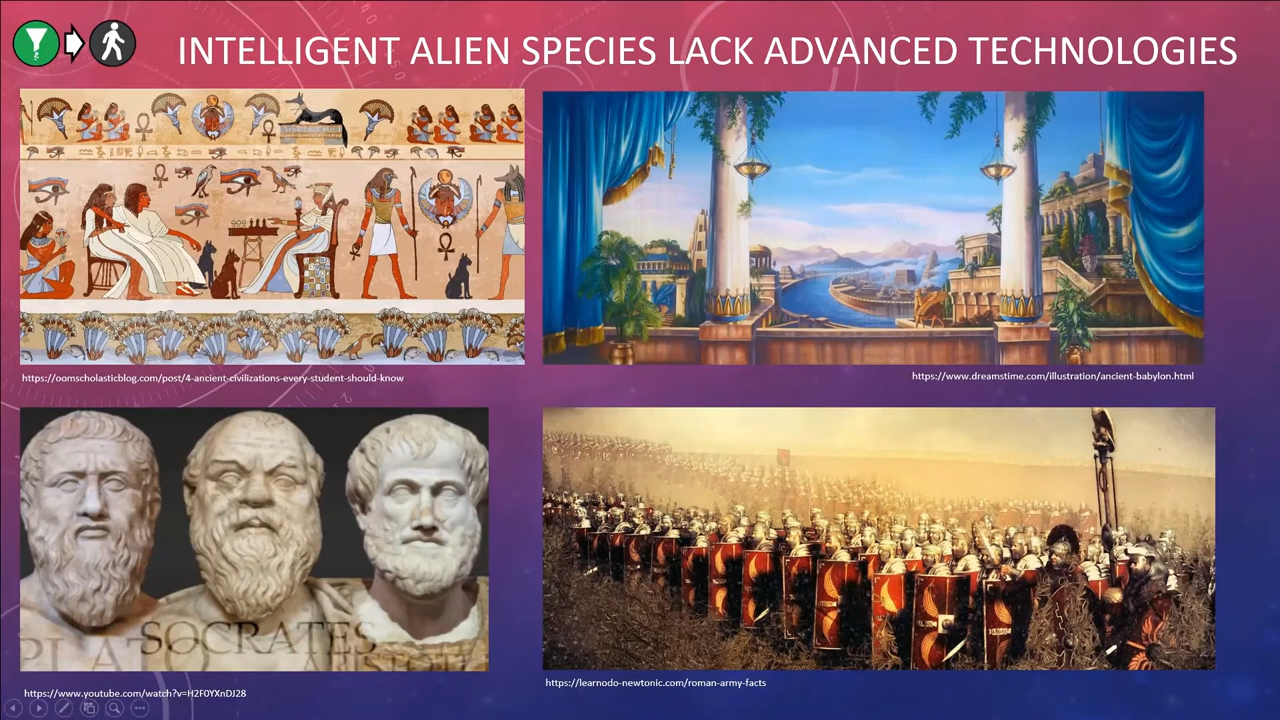 INTELLIGENT ALIEN SPECIES LACK ADVANCED TECHNOLOGIES
https://oomscholasticblog.com/post/4-ancient-civilizations-every-student-should-know
https://www.dreamstime.com/illustration/ancient-babylon.html
PLATO
SOCRATES
https://www.youtube.com/watch?v=H2F0YXnDJ28
https://learnodo-newtonic.com/roman-army-facts